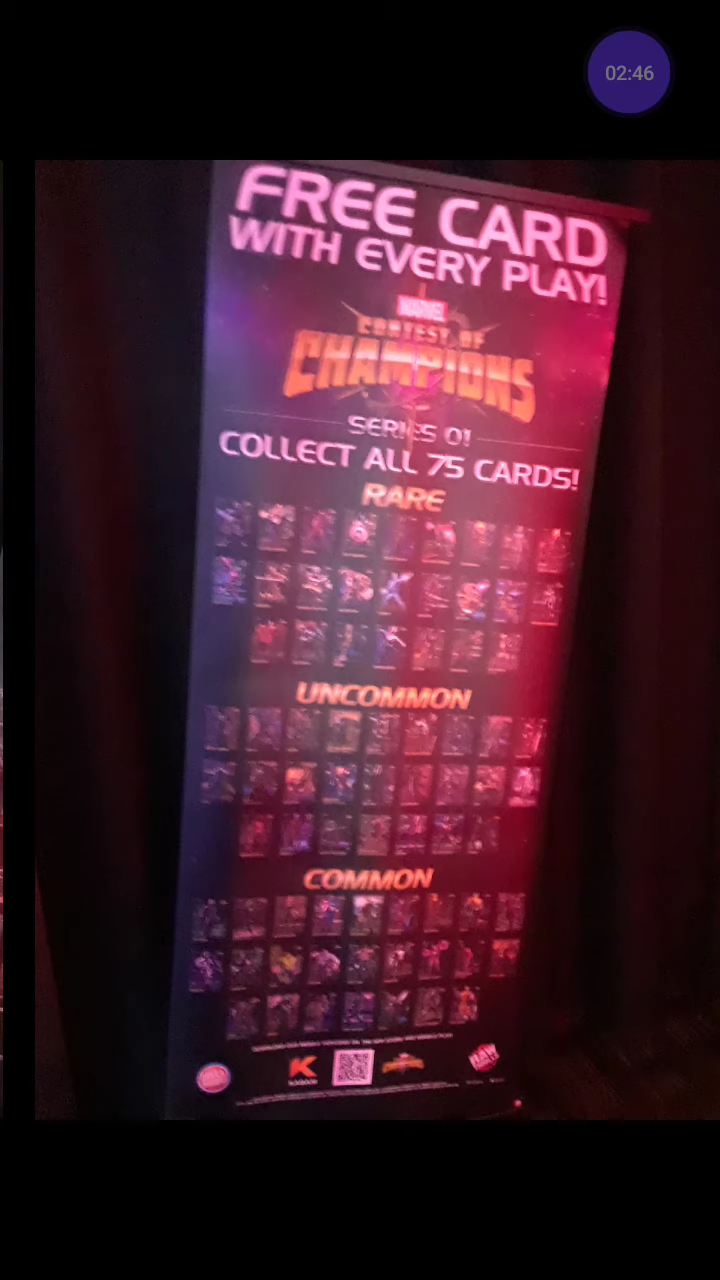 02:46
FREE CARD
WITH EVERY PLAY!
MARVEL
CONTEST OF
CHAMPIONS
SERIES 01
COLLECT ALL 75 CARDS!
RARE
UNCOMMON
COMMON
K